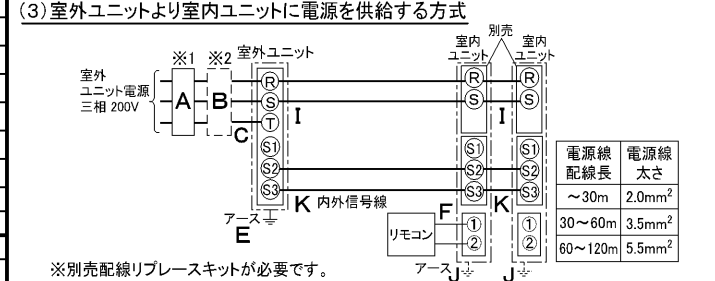 (3)室外ユニットより室内ユニットに電源を供給する方式
※1 ※2 室外ユニット
別売
室内ユニット
室内ユニット
室外
ユニット電源
三相 200V
A
B
C
R
S
T
S1
S2
S3
I
R
S
S1
S2
S3
I
R
S
S1
S2
S3
K 内外信号線
K
アース
E
F
リモコン
①
②
①
②
アース
J
J
電源線配線長 電源線太さ
～30m 2.0mm²
30～60m 3.5mm²
60～120m 5.5mm²
※別売配線リプレースキットが必要です。